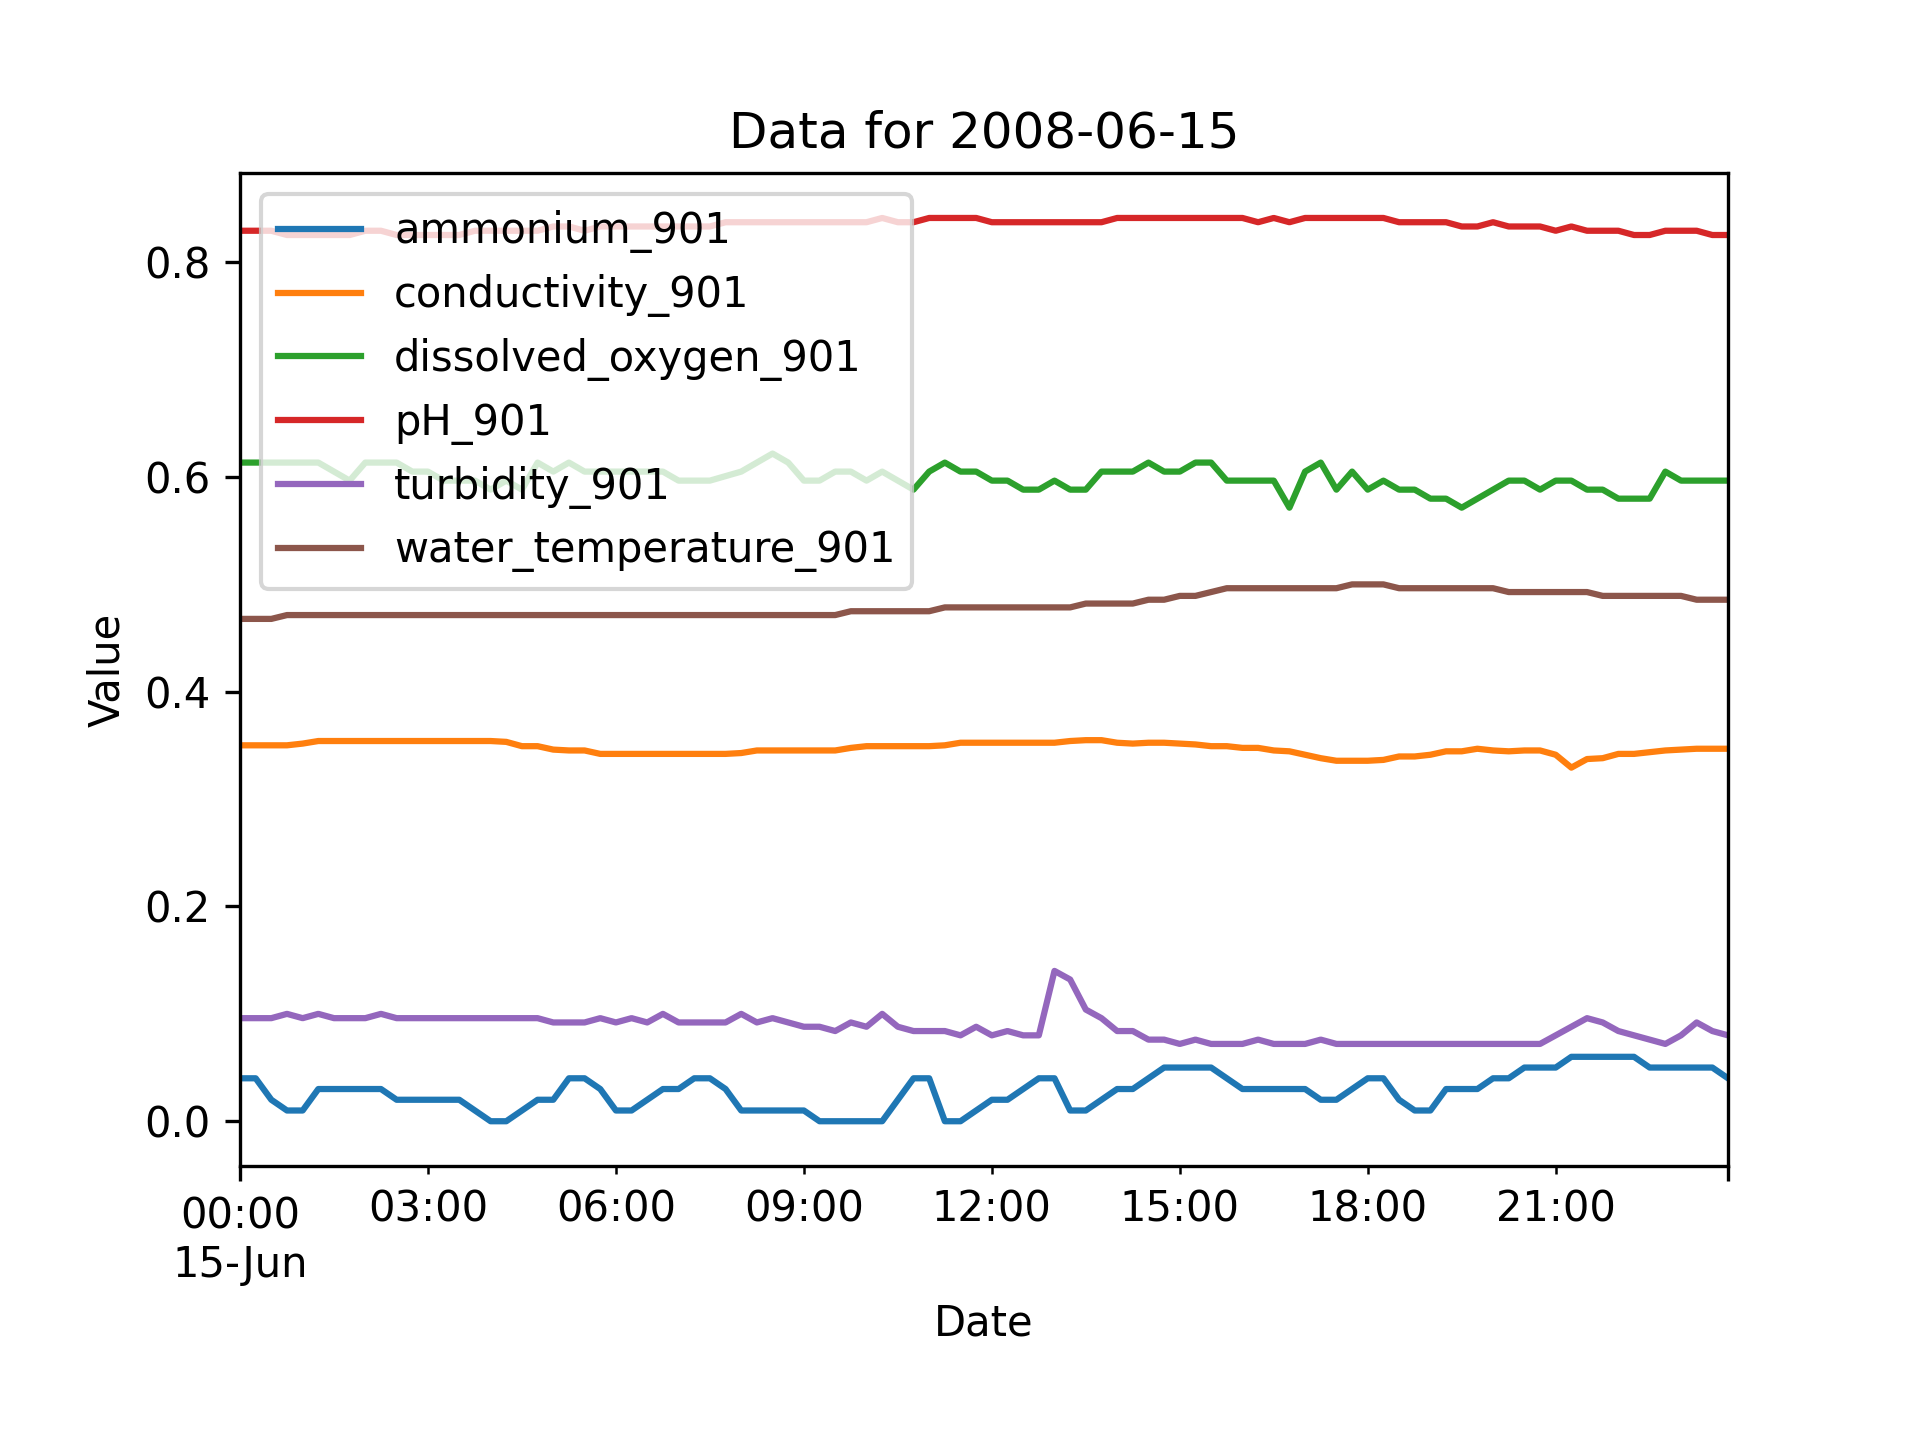 Data for 2008-06-15
ammonium_901
conductivity_901
dissolved_oxygen_901
pH_901
turbidity_901
water_temperature_901
0.8
0.6
0.4
0.2
0.0
Value
00:00 03:00 06:00 09:00 12:00 15:00 18:00 21:00
15-Jun
Date